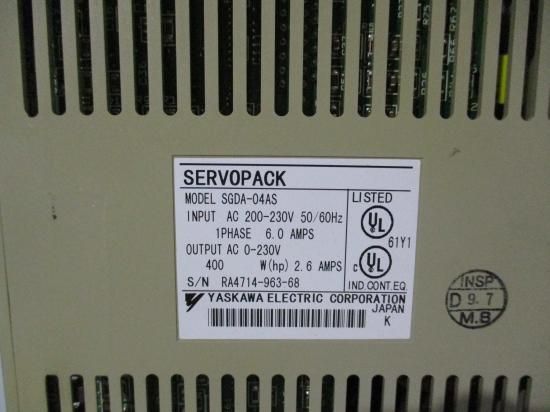 SERVOPACK
MODEL SGDA-04AS
INPUT AC 200-230V 50/60Hz
1PHASE 6.0 AMPS
OUTPUT AC 0-230V
400 W(hp) 2.6 AMPS
S/N RA4714-963-68
LISTED
UL
61Y1
c UL
IND.CONT.EQ.
YASKAWA ELECTRIC CORPORATION
JAPAN
K
INSP
D 9.7
M.B